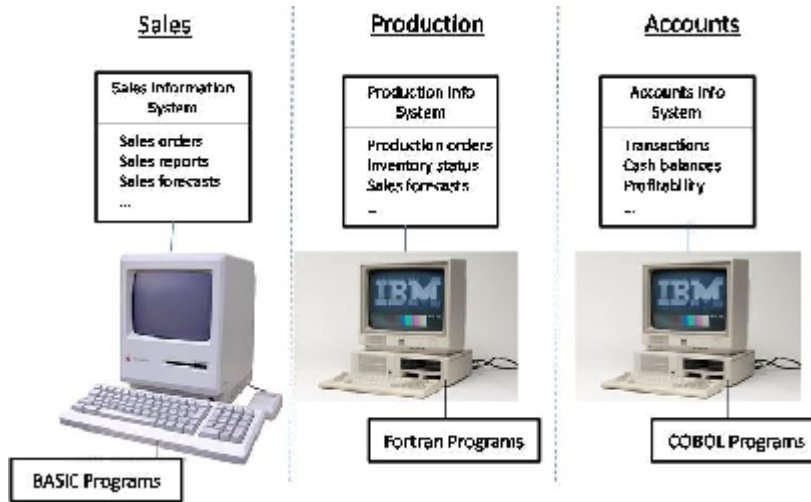 Sales
Sales Information
System
Sales orders
Sales reports
Sales forecasts
...
BASIC Programs
Production
Production Info
System
Production orders
Inventory status
Sales forecasts
...
IBM
Fortran Programs
Accounts
Accounts Info
System
Transactions
Cash balances
Profitability
...
IBM
COBOL Programs